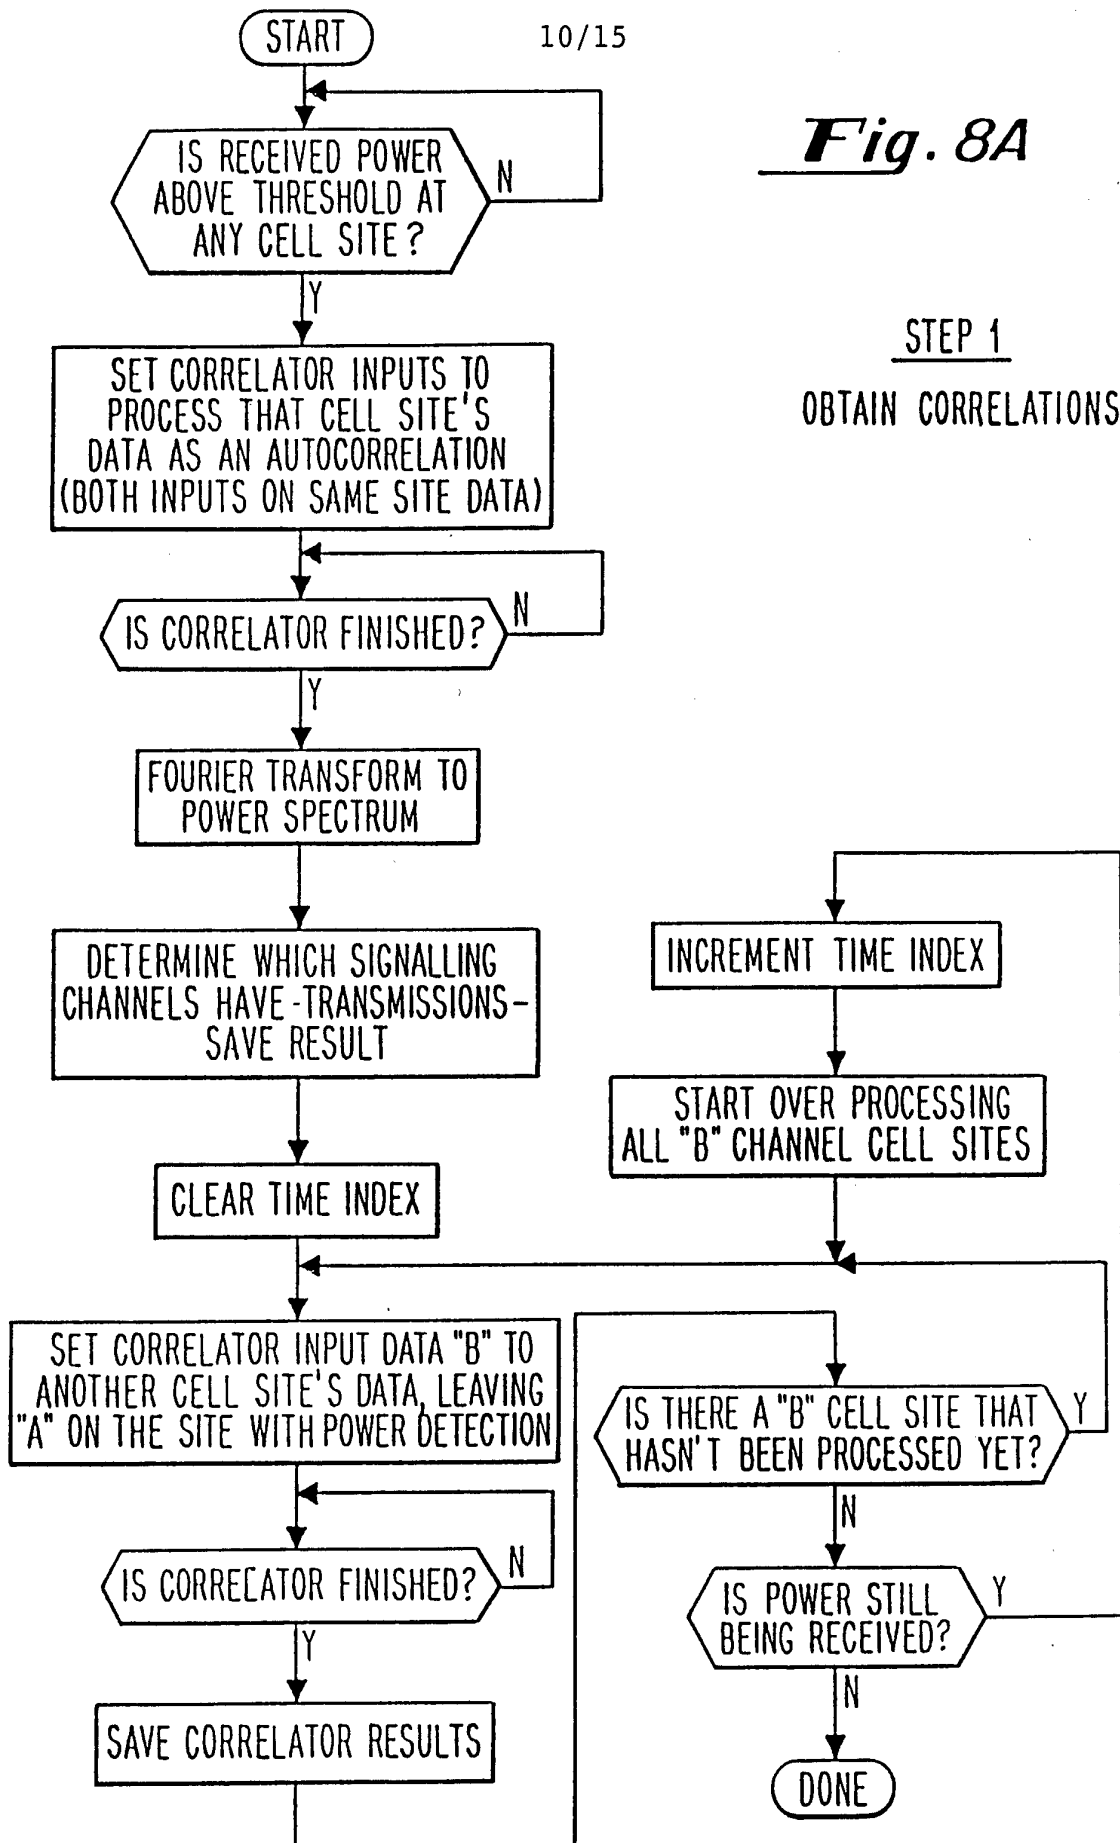 START
10/15
Fig. 8A
IS RECEIVED POWER
ABOVE THRESHOLD AT
ANY CELL SITE?
N
Y
STEP 1
OBTAIN CORRELATIONS
SET CORRELATOR INPUTS TO
PROCESS THAT CELL SITE'S
DATA AS AN AUTOCORRELATION
(BOTH INPUTS ON SAME SITE DATA)
IS CORRELATOR FINISHED?
N
Y
FOURIER TRANSFORM TO
POWER SPECTRUM
DETERMINE WHICH SIGNALLING
CHANNELS HAVE-TRANSMISSIONS-
SAVE RESULT
CLEAR TIME INDEX
SET CORRELATOR INPUT DATA "B" TO
ANOTHER CELL SITE'S DATA, LEAVING
"A" ON THE SITE WITH POWER DETECTION
IS CORRELATOR FINISHED?
N
Y
SAVE CORRELATOR RESULTS
INCREMENT TIME INDEX
START OVER PROCESSING
ALL "B" CHANNEL CELL SITES
IS THERE A "B" CELL SITE THAT
HASN'T BEEN PROCESSED YET?
Y
N
IS POWER STILL
BEING RECEIVED?
Y
N
DONE